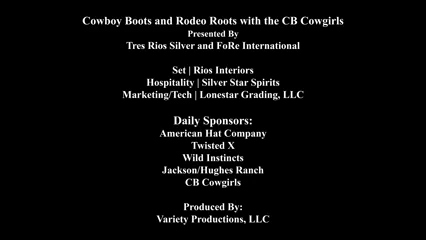 Cowboy Boots and Rodeo Roots with the CB Cowgirls
Presented By
Tres Rios Silver and FoRe International
Set | Rios Interiors
Hospitality | Silver Star Spirits
Marketing/Tech | Lonestar Grading, LLC
Daily Sponsors:
American Hat Company
Twisted X
Wild Instincts
Jackson/Hughes Ranch
CB Cowgirls
Produced By:
Variety Productions, LLC